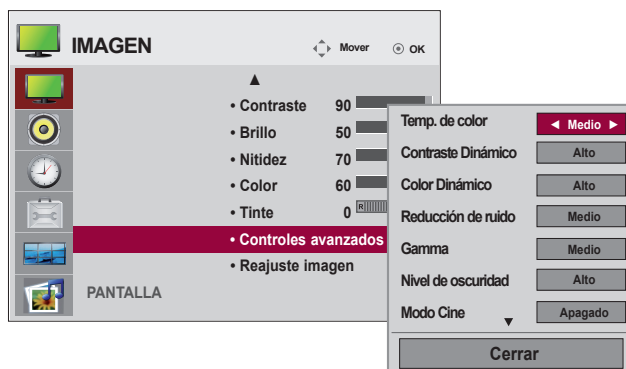 IMAGEN
Mover
OK
• Contraste 90
• Brillo 50
• Nitidez 70
• Color 60
• Tinte 0 R
• Controles avanzados
• Reajuste imagen
PANTALLA
Temp. de color ◄ Medio ►
Contraste Dinámico Alto
Color Dinámico Alto
Reducción de ruido Medio
Gamma Medio
Nivel de oscuridad Alto
Modo Cine Apagado
Cerrar